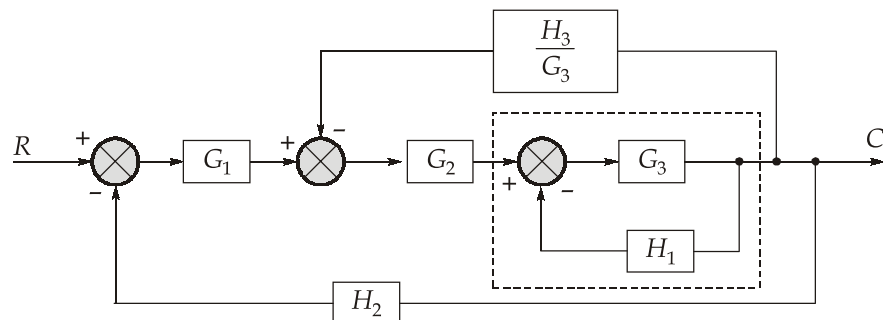 H3
G3
R + + - C
G1 G2 G3
- + -
H1
H2